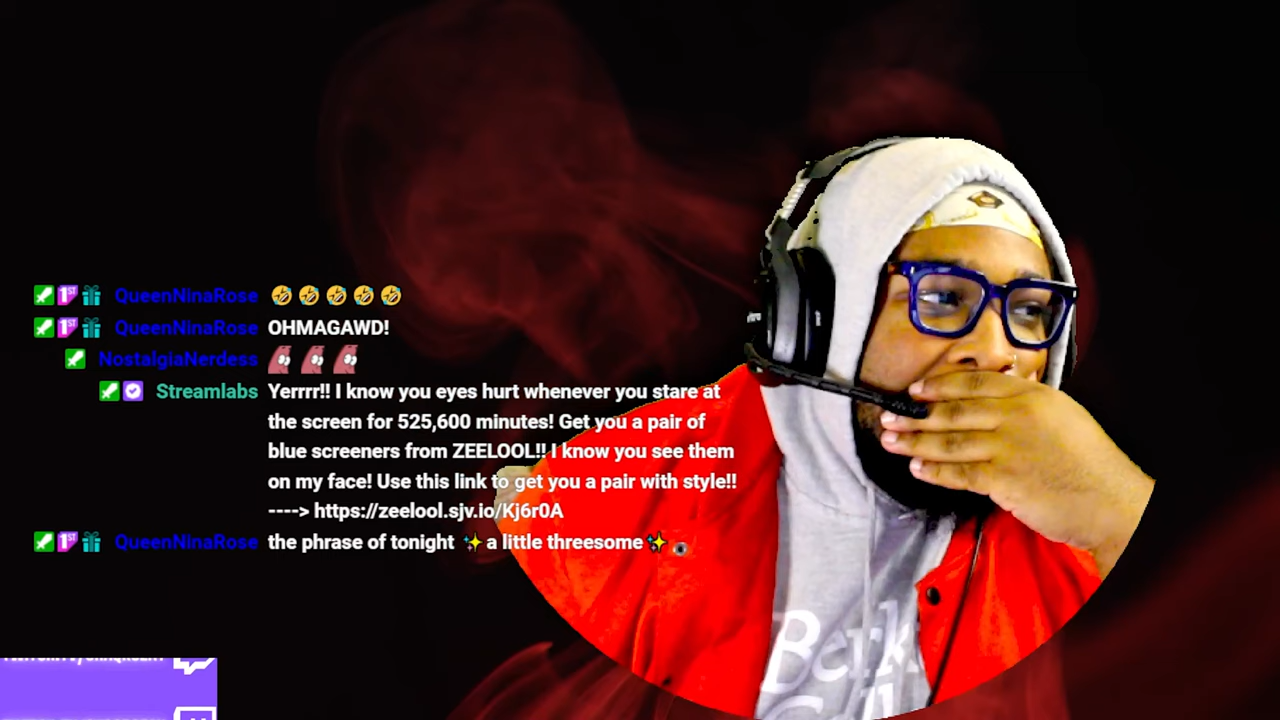 QueenNinaRose 🤣🤣🤣🤣🤣
QueenNinaRose OHMAGAWD!
NostalgiaNerdess
Streamlabs Yerrrr!! I know you eyes hurt whenever you stare at
the screen for 525,600 minutes! Get you a pair of
blue screeners from ZEELOOL!! I know you see them
on my face! Use this link to get you a pair with style!!
----> https://zeelool.sjv.io/Kj6r0A
QueenNinaRose the phrase of tonight ✨a little threesome✨